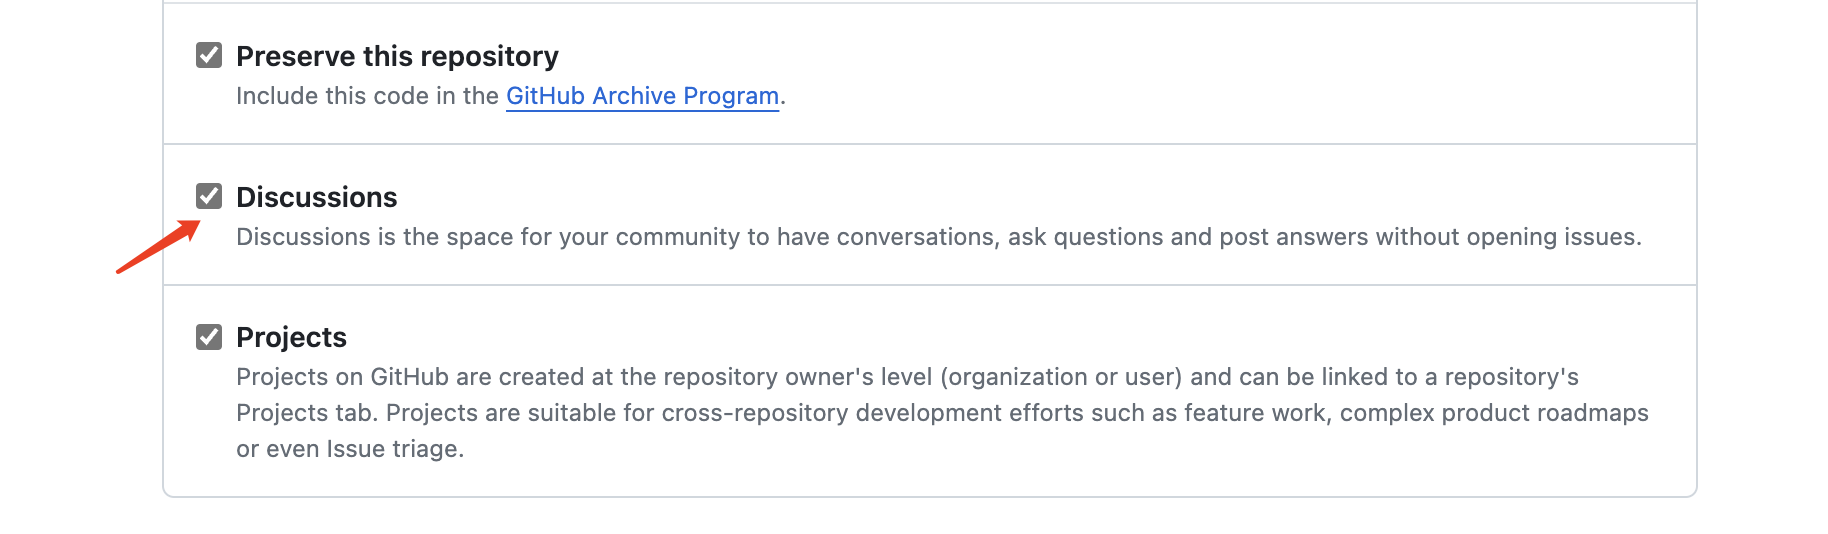 Preserve this repository
Include this code in the GitHub Archive Program.
Discussions
Discussions is the space for your community to have conversations, ask questions and post answers without opening issues.
Projects
Projects on GitHub are created at the repository owner's level (organization or user) and can be linked to a repository's
Projects tab. Projects are suitable for cross-repository development efforts such as feature work, complex product roadmaps
or even Issue triage.